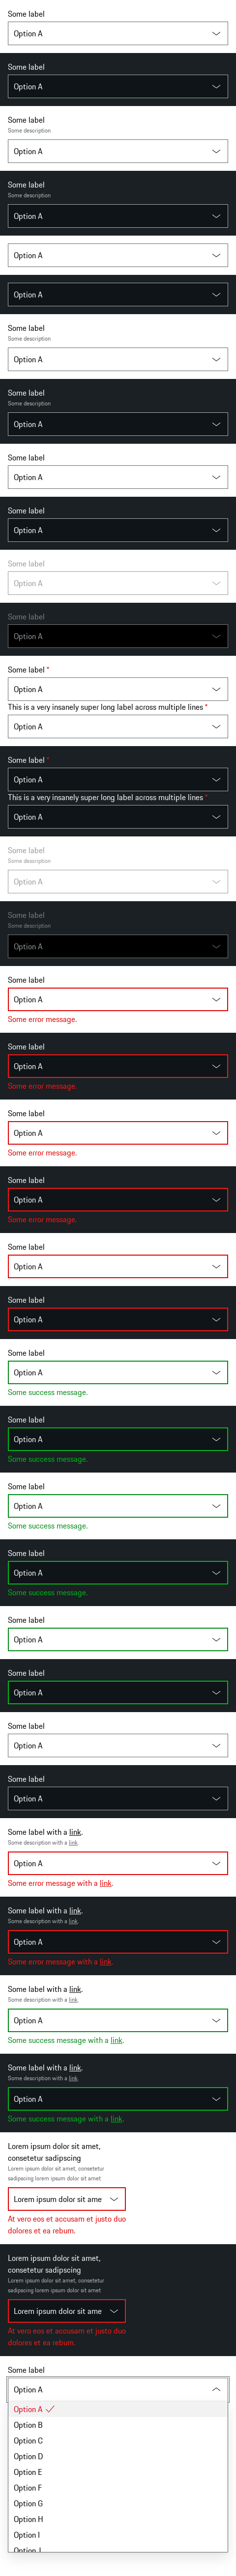 Some label
Option A
Some label
Option A
Some label
Some description
Option A
Some label
Some description
Option A
Option A
Option A
Some label
Some description
Option A
Some label
Some description
Option A
Some label
Option A
Some label
Option A
Some label
Option A
Some label
Option A
Some label *
Option A
This is a very insanely super long label across multiple lines *
Option A
Some label *
Option A
This is a very insanely super long label across multiple lines *
Option A
Some label
Some description
Option A
Some label
Some description
Option A
Some label
Option A
Some error message.
Some label
Option A
Some error message.
Some label
Option A
Some error message.
Some label
Option A
Some error message.
Some label
Option A
Some label
Option A
Some label
Option A
Some success message.
Some label
Option A
Some success message.
Some label
Option A
Some success message.
Some label
Option A
Some success message.
Some label
Option A
Some label
Option A
Some label
Option A
Some label
Option A
Some label with a link.
Some description with a link.
Option A
Some error message with a link.
Some label with a link.
Some description with a link.
Option A
Some error message with a link.
Some label with a link.
Some description with a link.
Option A
Some success message with a link.
Some label with a link.
Some description with a link.
Option A
Some success message with a link.
Lorem ipsum dolor sit amet,
consetetur sadipscing
Lorem ipsum dolor sit amet, consetetur
sadipscing lorem ipsum dolor sit amet
Lorem ipsum dolor sit ame
At vero eos et accusam et justo duo
dolores et ea rebum.
Lorem ipsum dolor sit amet,
consetetur sadipscing
Lorem ipsum dolor sit amet, consetetur
sadipscing lorem ipsum dolor sit amet
Lorem ipsum dolor sit ame
At vero eos et accusam et justo duo
dolores et ea rebum.
Some label
Option A
Option A
Option B
Option C
Option D
Option E
Option F
Option G
Option H
Option I
Option J